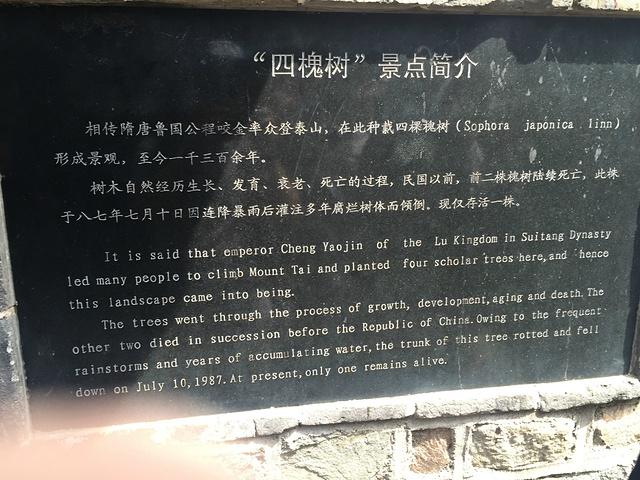 “四槐树”景点简介
相传隋唐鲁国公程咬金率众登泰山，在此种栽四棵槐树（Sophora japonica linn）
形成景观，至今一千三百余年。
树木自然经历生长、发育、衰老、死亡的过程，民国以前，前二株槐树陆续死亡，此株
于八七年七月十日因连降暴雨后灌注多年腐烂树体而倾倒。现仅存活一株。
It is said that emperor Cheng Yaojin of the Lu Kingdom in Suitang Dynasty
led many people to climb Mount Tai and planted four scholar trees here,and hence
this landscape came into being.
The trees went through the process of growth, development,aging and death.The
other two died in succession before the Republic of China.Owing to the frequent
rainstorms and years of accumulating water,the trunk of this tree rotted and fell
down on July 10,1987.At present,only one remains alive.